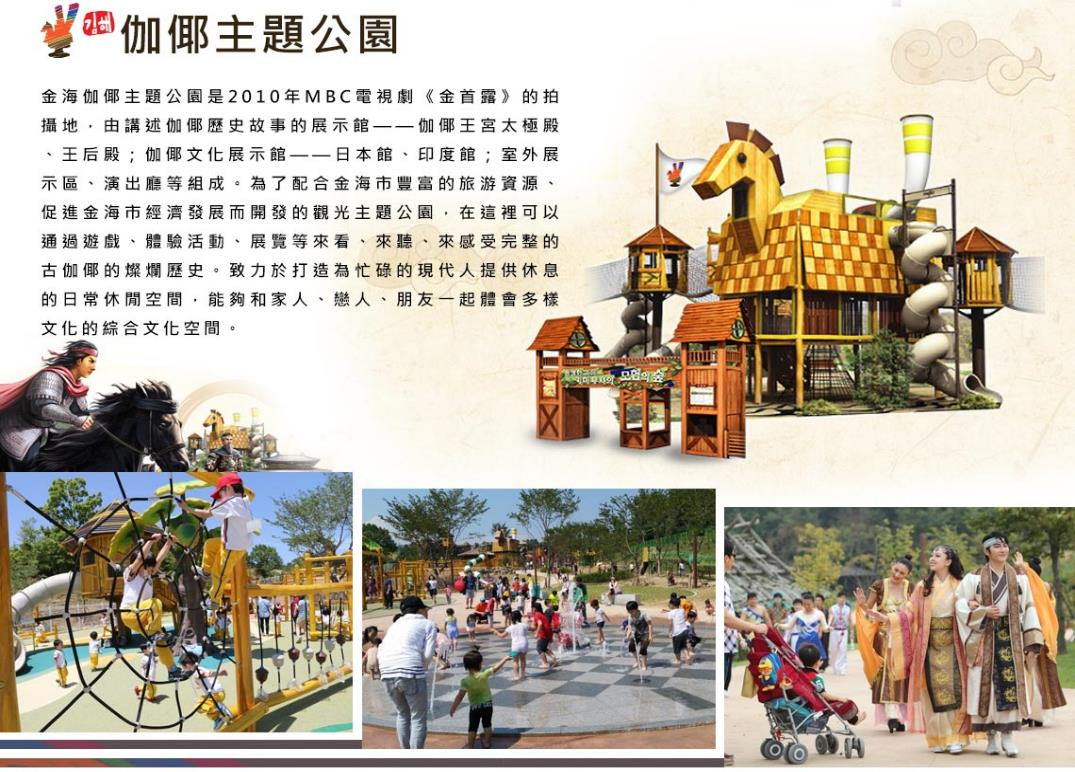 김해
伽倻主題公園
金海伽倻主題公園是2010年MBC電視劇《金首露》的拍
攝地，由講述伽倻歷史故事的展示館——伽倻王宮太極殿
、王后殿；伽倻文化展示館——日本館、印度館；室外展
示區、演出廳等組成。為了配合金海市豐富的旅游資源、
促進金海市經濟發展而開發的觀光主題公園，在這裡可以
通過遊戲、體驗活動、展覽等來看、來聽、來感受完整的
古伽倻的燦爛歷史。致力於打造為忙碌的現代人提供休息
的日常休閒空間，能夠和家人、戀人、朋友一起體會多樣
文化的綜合文化空間。
모험의 숲